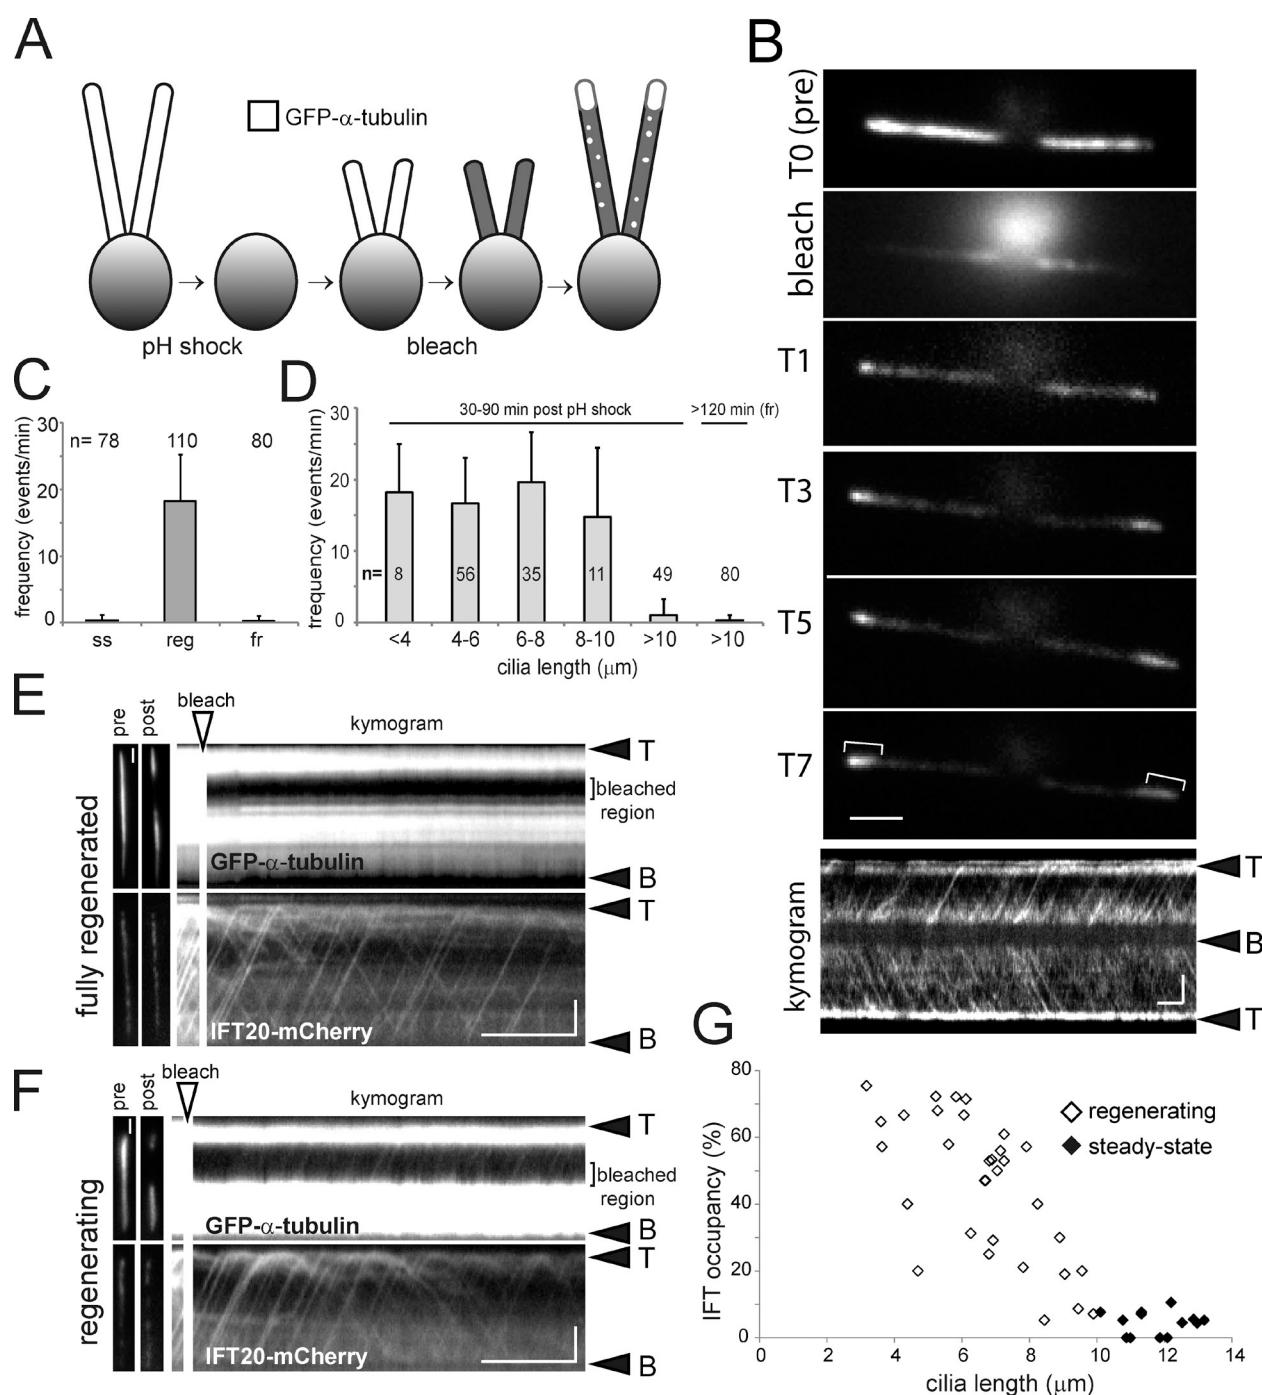 A
GFP-α-tubulin
pH shock
bleach
B
T0 (pre)
bleach
T1
T3
T5
T7
kymogram
T
B
T
C
frequency (events/min)
30
20
10
0
n= 78
110
80
ss
reg
fr
D
frequency (events/min)
30
20
10
0
30-90 min post pH shock
>120 min (fr)
n=
8
56
35
11
49
80
<4
4-6
6-8
8-10
>10
>10
cilia length (μm)
E
fully regenerated
pre
post
bleach
kymogram
T
bleached
region
GFP-α-tubulin
B
T
IFT20-mCherry
B
F
regenerating
pre
post
bleach
kymogram
T
bleached
region
GFP-α-tubulin
B
T
IFT20-mCherry
B
G
IFT occupancy (%)
80
60
40
20
0
regenerating
steady-state
0
2
4
6
8
10
12
14
cilia length (μm)